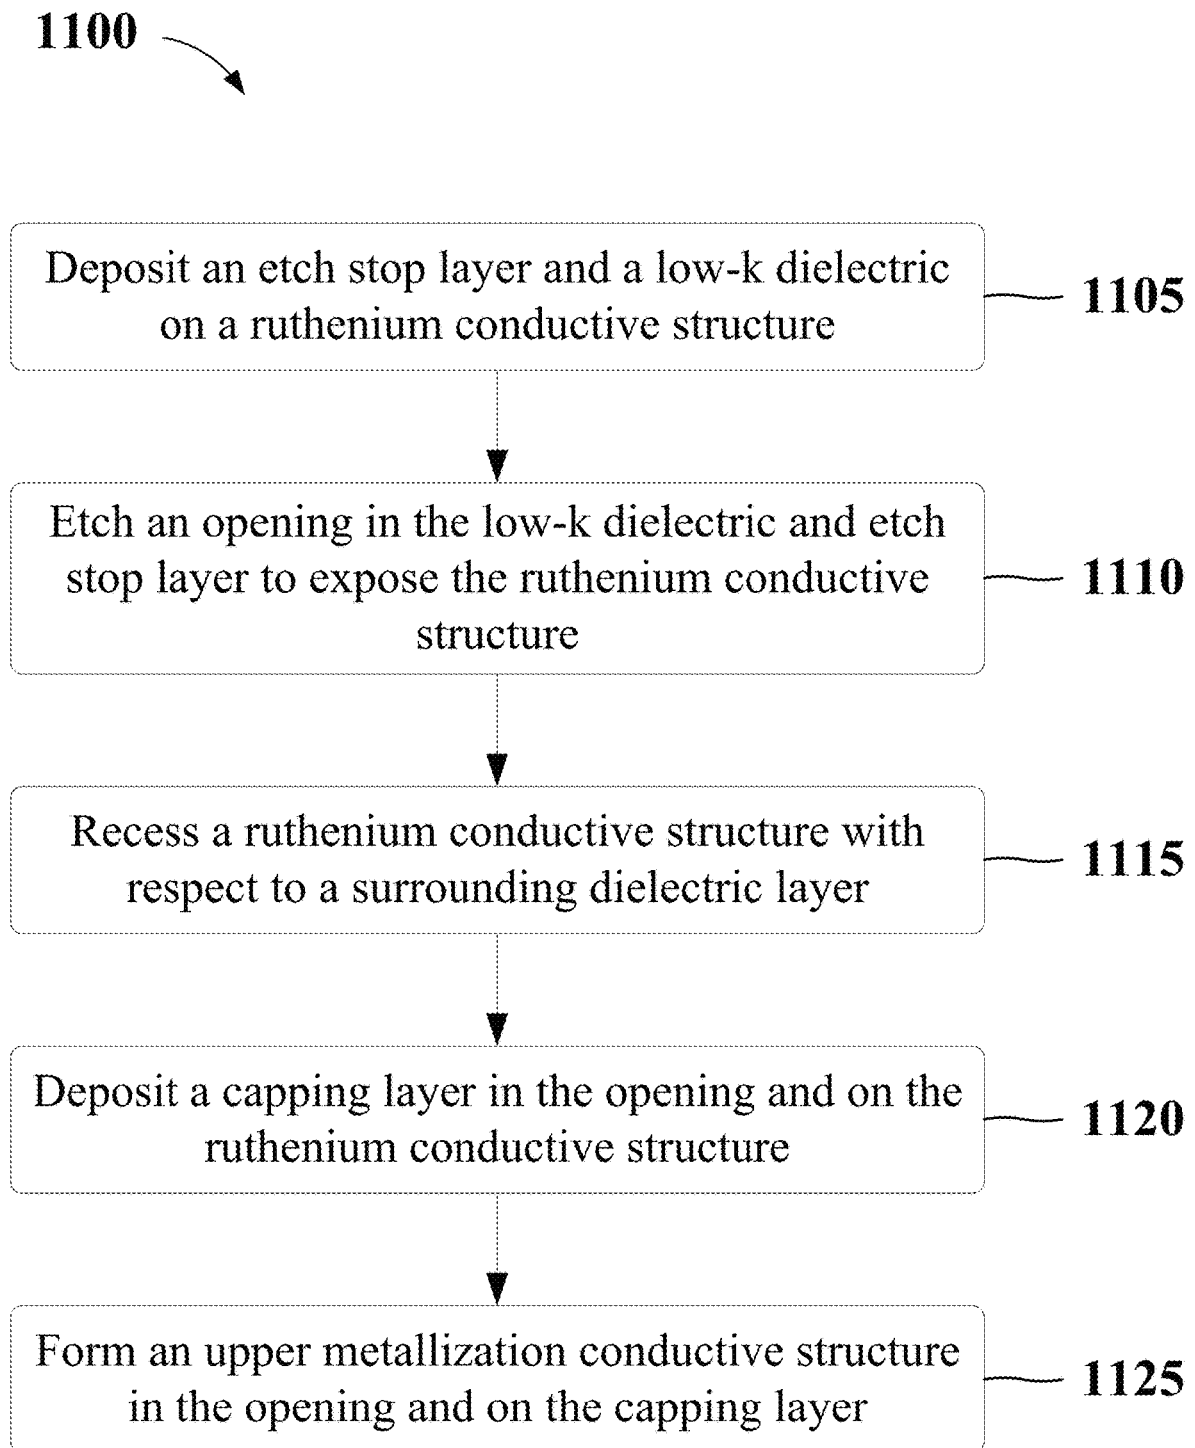 1100
Deposit an etch stop layer and a low-k dielectric
on a ruthenium conductive structure
1105
Etch an opening in the low-k dielectric and etch
stop layer to expose the ruthenium conductive
structure
1110
Recess a ruthenium conductive structure with
respect to a surrounding dielectric layer
1115
Deposit a capping layer in the opening and on the
ruthenium conductive structure
1120
Form an upper metallization conductive structure
in the opening and on the capping layer
1125